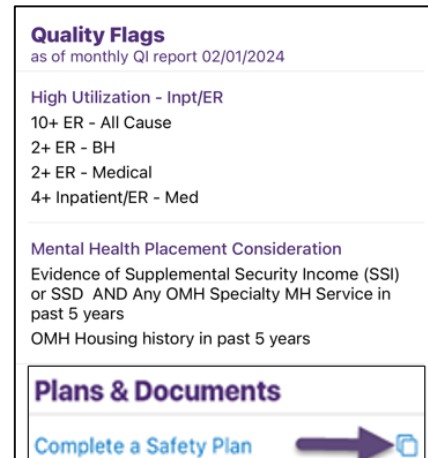 Quality Flags
as of monthly QI report 02/01/2024
High Utilization - Inpt/ER
10+ ER - All Cause
2+ ER - BH
2+ ER - Medical
4+ Inpatient/ER - Med
Mental Health Placement Consideration
Evidence of Supplemental Security Income (SSI)
or SSD AND Any OMH Specialty MH Service in
past 5 years
OMH Housing history in past 5 years
Plans & Documents
Complete a Safety Plan